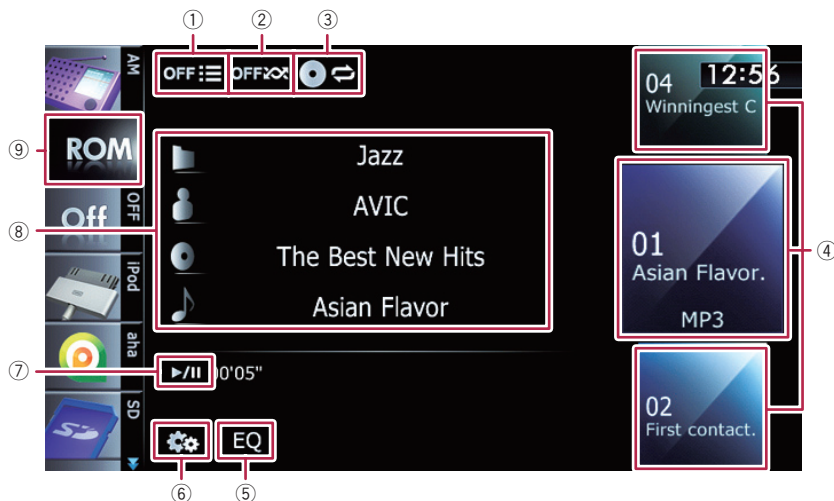 ① ② ③
AM
OFF OFF
04 12:56
Winningest C
⑨ ROM
Jazz
OFF
Off
⑧ AVIC
01 ④
Asian Flavor.
MP3
iPod
The Best New Hits
Asian Flavor
aha
⑦ ►/II 00'05"
SD
02
First contact.
EQ
⑥ ⑤